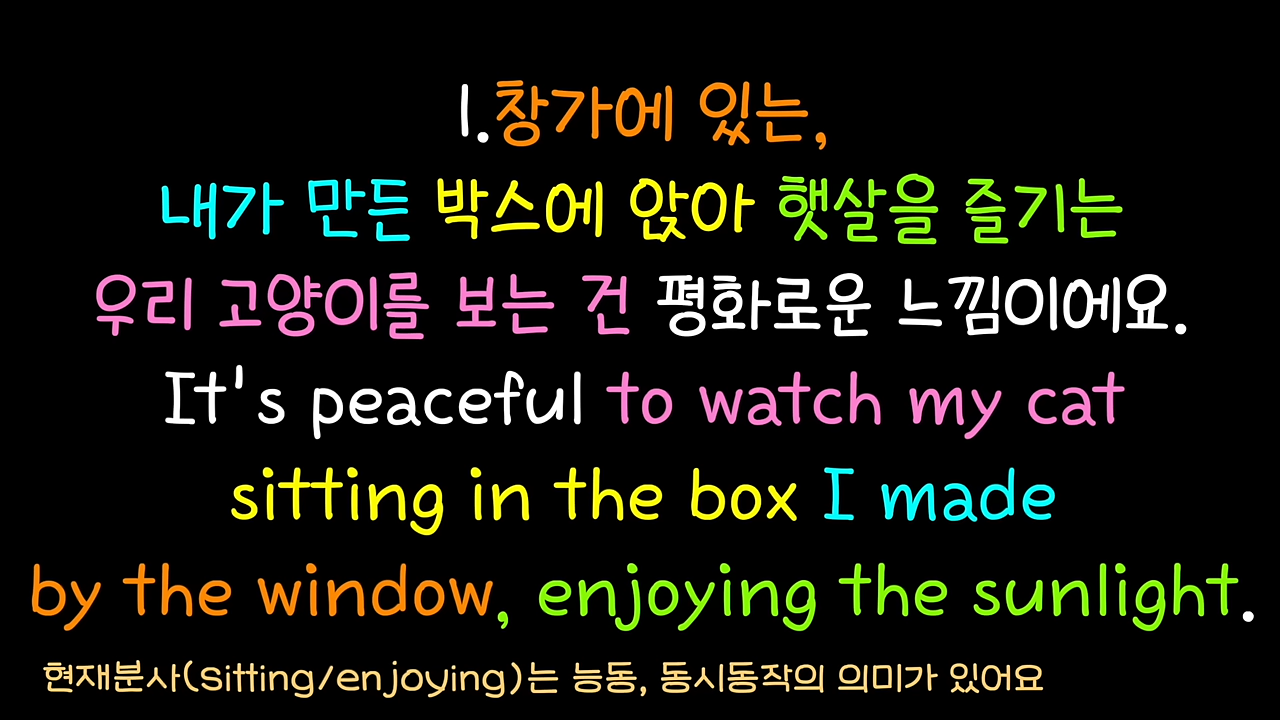 1.창가에 있는,
내가 만든 박스에 앉아 햇살을 즐기는
우리 고양이를 보는 건 평화로운 느낌이에요.
It's peaceful to watch my cat
sitting in the box I made
by the window, enjoying the sunlight.
현재분사(Sitting/enjoying)는 능동, 동시동작의 의미가 있어요